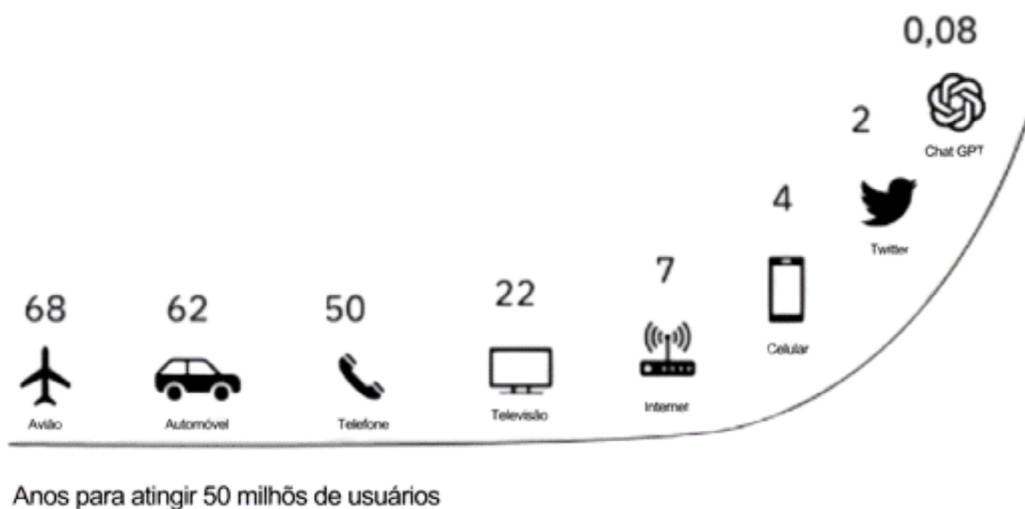 0,08
Chat GPT
2
Twitter
4
Celular
7
Internet
22
Televisão
50
Telefone
62
Automóvel
68
Avião
Anos para atingir 50 milhõs de usuários